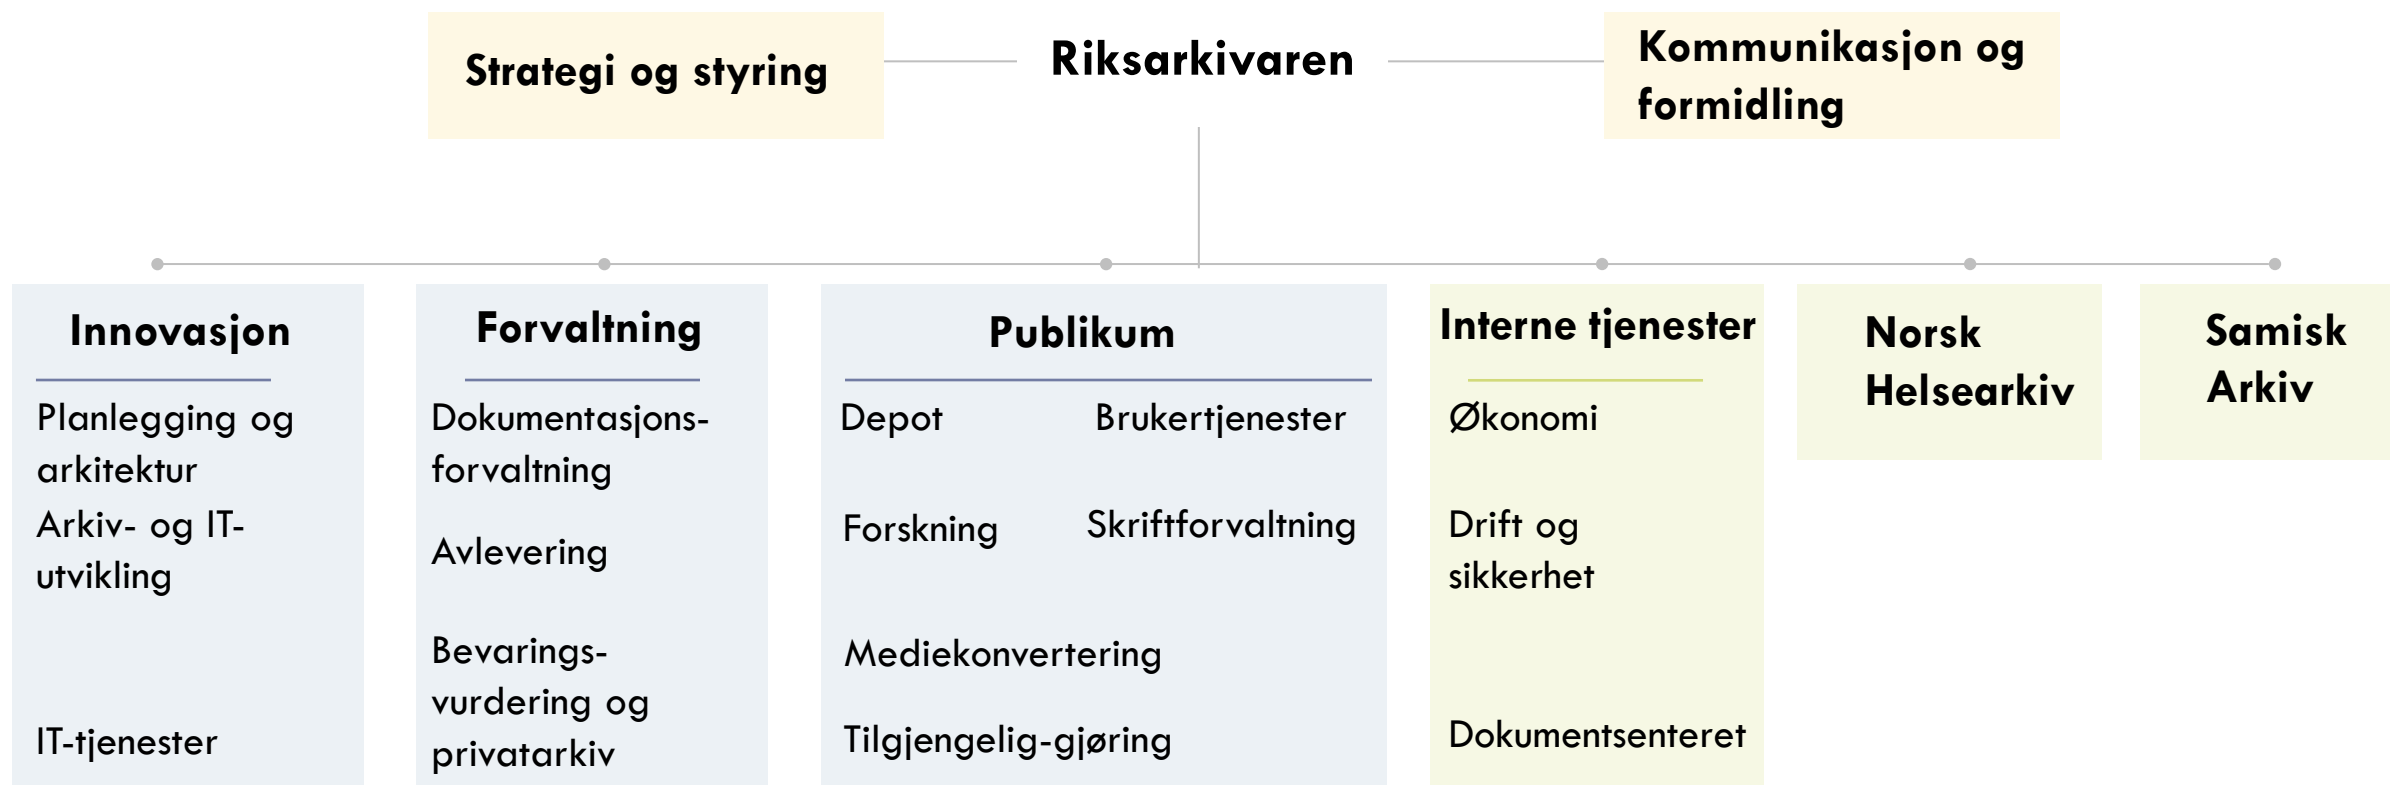 Strategi og styring
Riksarkivaren
Kommunikasjon og
formidling
Innovasjon
Planlegging og
arkitektur
Arkiv- og IT-
utvikling
IT-tjenester
Forvaltning
Dokumentasjons-
forvaltning
Avlevering
Bevarings-
vurdering og
privatarkiv
Publikum
Depot
Brukertjenester
Forskning
Skriftforvaltning
Mediekonvertering
Tilgjengelig-gjøring
Interne tjenester
Økonomi
Drift og
sikkerhet
Dokumentsenteret
Norsk
Helsearkiv
Samisk
Arkiv